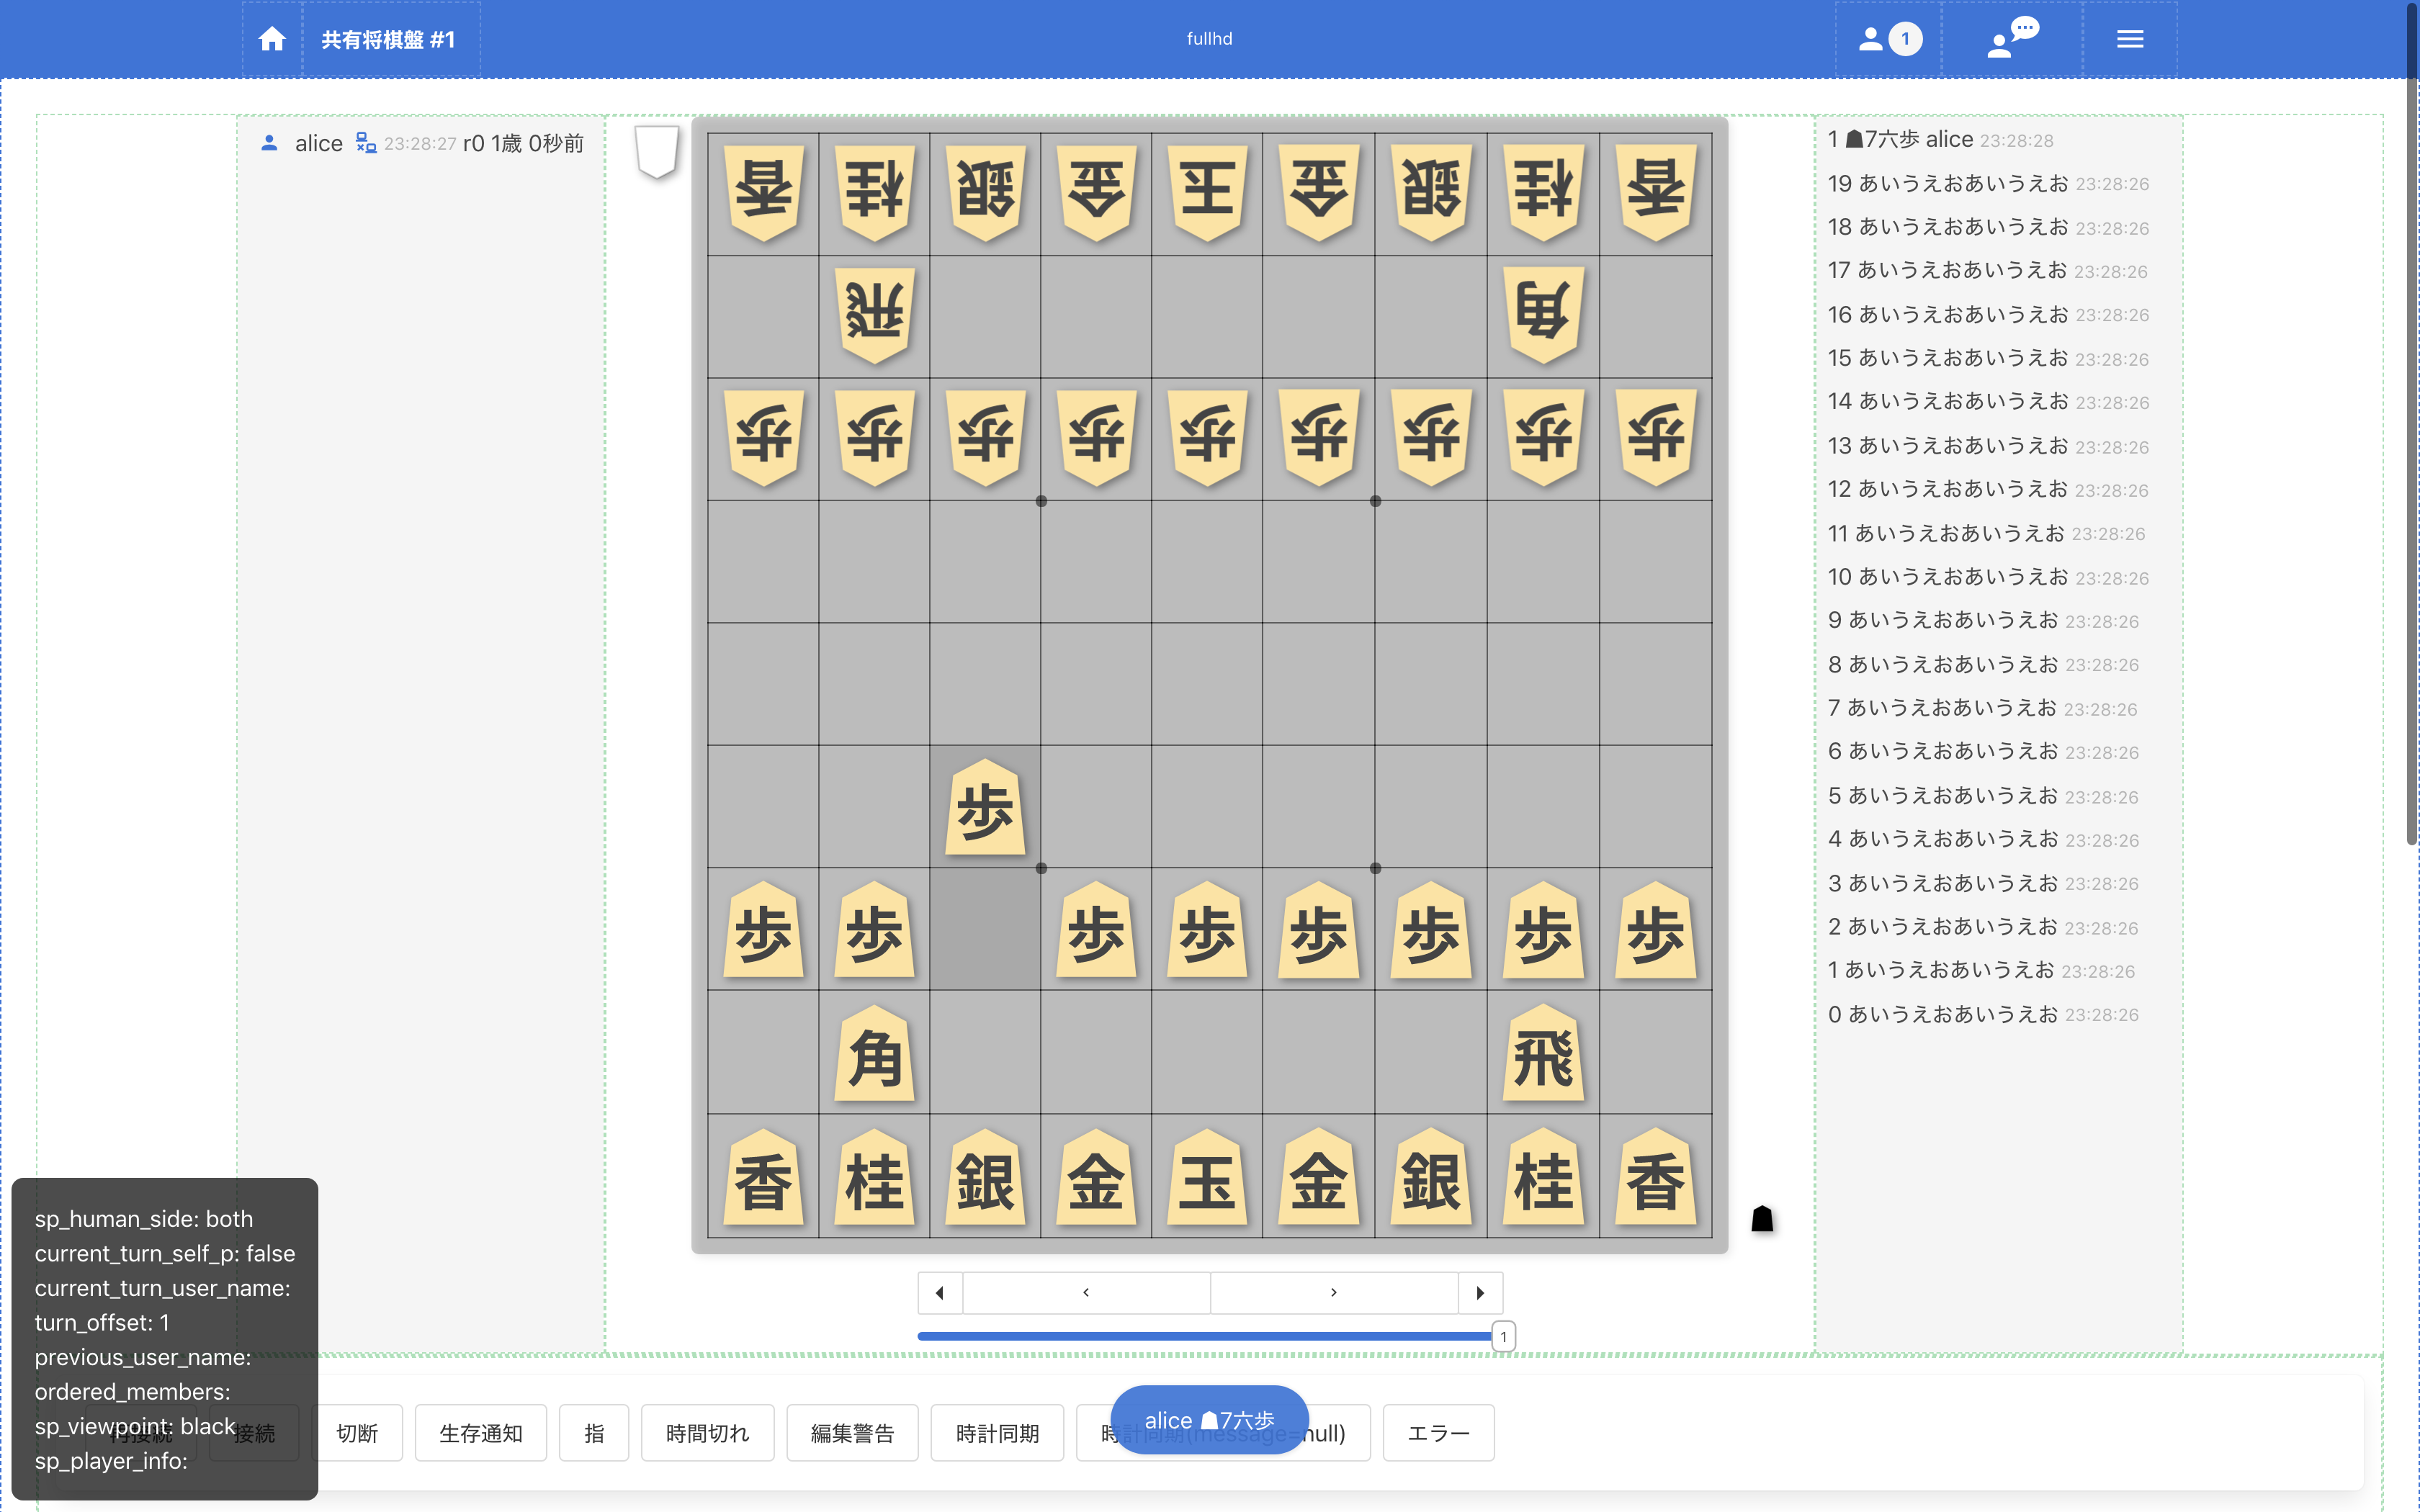 共有将棋盤 #1
fullhd
1
alice 23:28:27 r0 1歳 0秒前
香 桂 銀 金 玉 金 銀 桂 香
飛 角
歩 歩 歩 歩 歩 歩 歩 歩 歩
歩
歩 歩 歩 歩 歩 歩 歩 歩
角 飛
香 桂 銀 金 玉 金 銀 桂 香
1 ☗7六歩 alice 23:28:28
19 あいうえおあいうえお 23:28:26
18 あいうえおあいうえお 23:28:26
17 あいうえおあいうえお 23:28:26
16 あいうえおあいうえお 23:28:26
15 あいうえおあいうえお 23:28:26
14 あいうえおあいうえお 23:28:26
13 あいうえおあいうえお 23:28:26
12 あいうえおあいうえお 23:28:26
11 あいうえおあいうえお 23:28:26
10 あいうえおあいうえお 23:28:26
9 あいうえおあいうえお 23:28:26
8 あいうえおあいうえお 23:28:26
7 あいうえおあいうえお 23:28:26
6 あいうえおあいうえお 23:28:26
5 あいうえおあいうえお 23:28:26
4 あいうえおあいうえお 23:28:26
3 あいうえおあいうえお 23:28:26
2 あいうえおあいうえお 23:28:26
1 あいうえおあいうえお 23:28:26
0 あいうえおあいうえお 23:28:26
1
sp_human_side: both
current_turn_self_p: false
current_turn_user_name:
turn_offset: 1
previous_user_name:
ordered_members:
sp_viewpoint: black
sp_player_info:
接続 切断 生存通知 指 時間切れ 編集警告 時計同期 時計同期(message=null) エラー
alice ☗7六歩